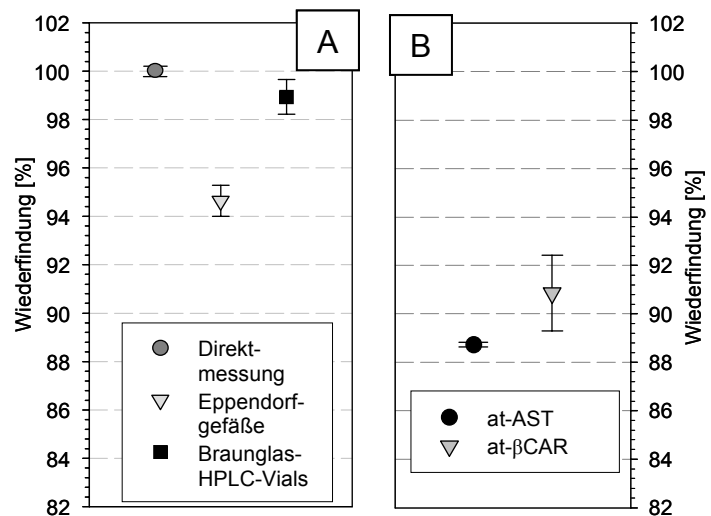 A
B
Wiederfindung [%]
102
100
98
96
94
92
90
88
86
84
82
Direkt-
messung
Eppendorf-
gefäße
Braunglas-
HPLC-Vials
at-AST
at-βCAR
102
100
98
96
94
92
90
88
86
84
82
Wiederfindung [%]